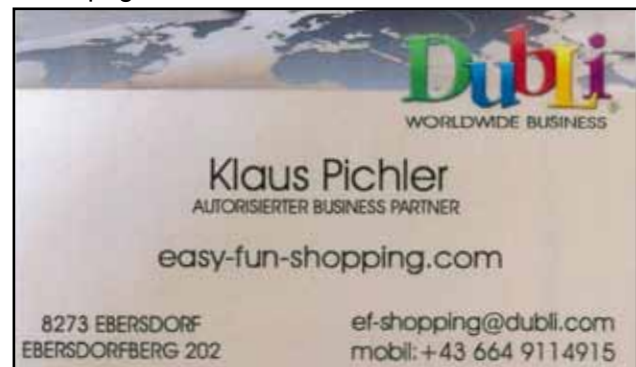 DubLi
WORLDWIDE BUSINESS
Klaus Pichler
AUTORISIERTER BUSINESS PARTNER
easy-fun-shopping.com
8273 EBERSDORF
EBERSDORFBERG 202
ef-shopping@dubli.com
mobil: +43 664 9114915